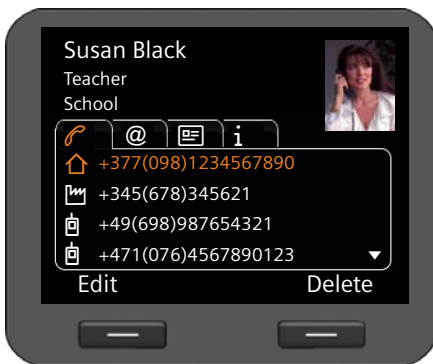 Susan Black
Teacher
School
@ i
+377(098)1234567890
+345(678)345621
+49(698)987654321
+471(076)4567890123
Edit Delete